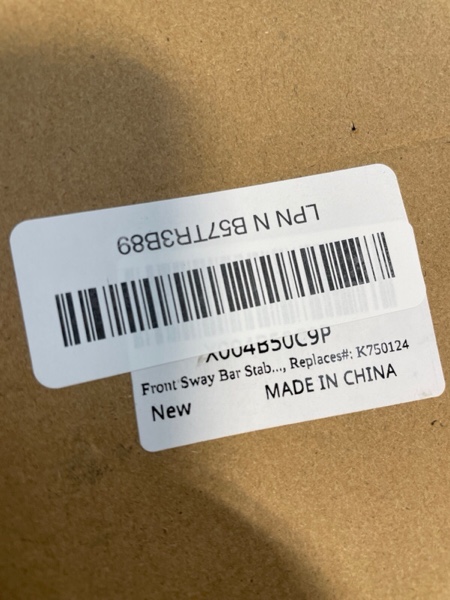 LPN N B57TR3B89
X004B50C9P
Front Sway Bar Stab..., Replaces#: K750124
New
MADE IN CHINA